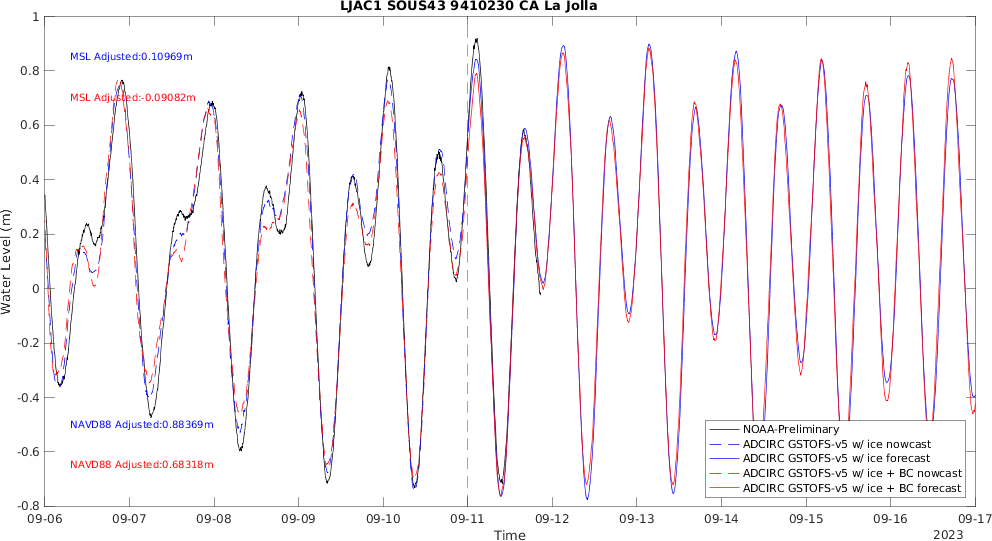 LJAC1 SOUS43 9410230 CA La Jolla
1
0.8
0.6
0.4
0.2
0
-0.2
-0.4
-0.6
-0.8
Water Level (m)
MSL Adjusted:0.10969m
MSL Adjusted:-0.09082m
NAVD88 Adjusted:0.88369m
NAVD88 Adjusted:0.68318m
NOAA-Preliminary
ADCIRC GSTOFS-v5 w/ ice nowcast
ADCIRC GSTOFS-v5 w/ ice forecast
ADCIRC GSTOFS-v5 w/ ice + BC nowcast
ADCIRC GSTOFS-v5 w/ ice + BC forecast
09-06 09-07 09-08 09-09 09-10 09-11 09-12 09-13 09-14 09-15 09-16 09-17
Time
2023